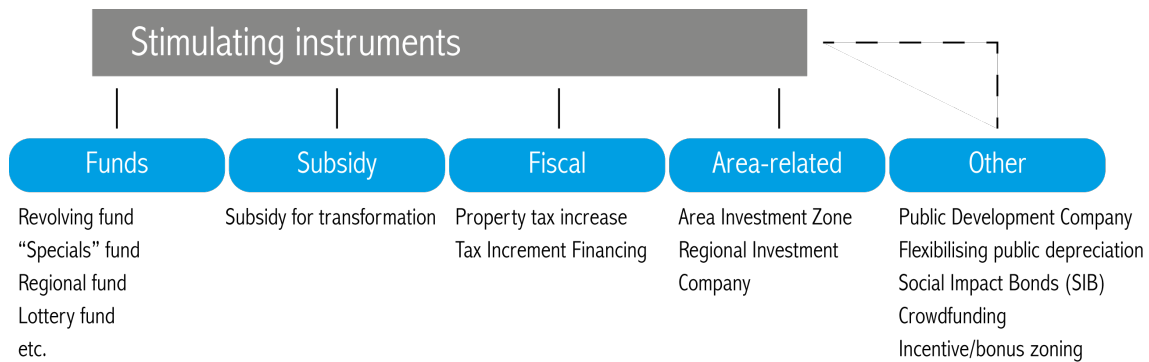 Stimulating instruments
Funds
Subsidy
Fiscal
Area-related
Other
Revolving fund
“Specials” fund
Regional fund
Lottery fund
etc.
Subsidy for transformation
Property tax increase
Tax Increment Financing
Area Investment Zone
Regional Investment
Company
Public Development Company
Flexibilising public depreciation
Social Impact Bonds (SIB)
Crowdfunding
Incentive/bonus zoning